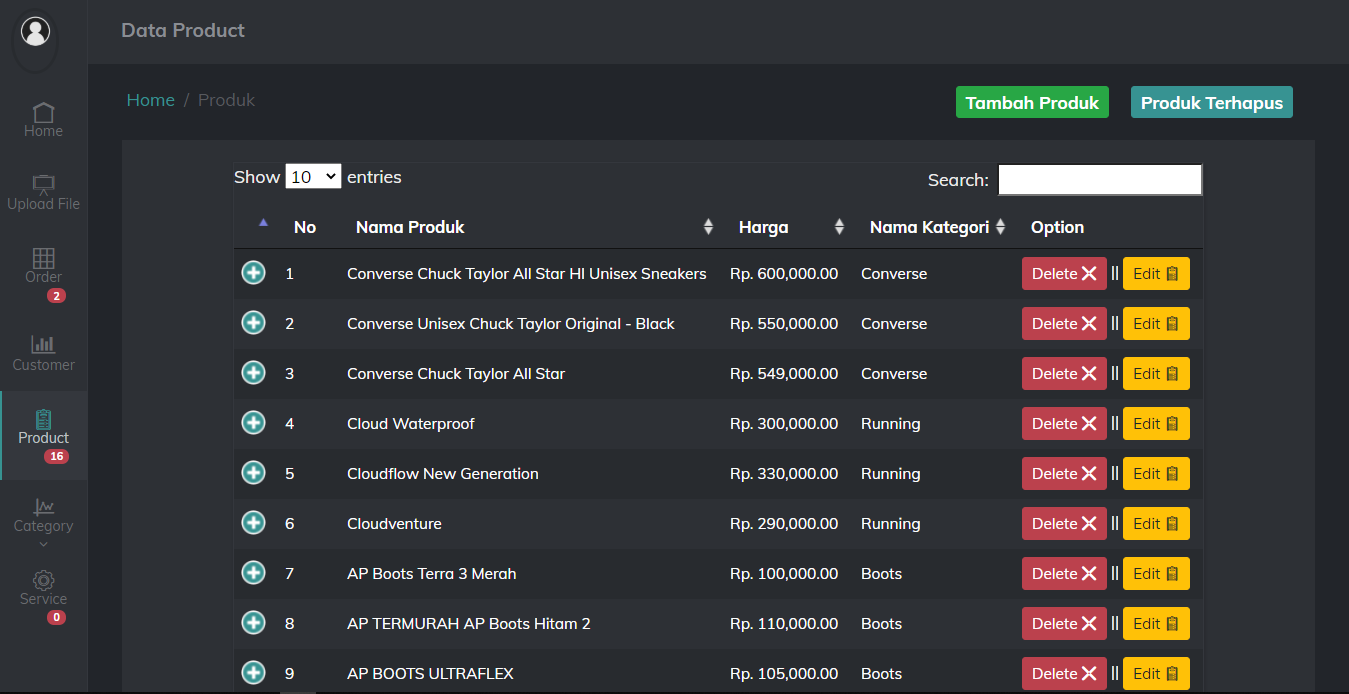 Data Product
Home
Upload File
Order
2
Customer
Product
16
Category
Service
0
Home / Produk
Tambah Produk
Produk Terhapus
Show 10 entries
Search:
No Nama Produk Harga Nama Kategori Option
1 Converse Chuck Taylor All Star HI Unisex Sneakers Rp. 600,000.00 Converse Delete || Edit
2 Converse Unisex Chuck Taylor Original - Black Rp. 550,000.00 Converse Delete || Edit
3 Converse Chuck Taylor All Star Rp. 549,000.00 Converse Delete || Edit
4 Cloud Waterproof Rp. 300,000.00 Running Delete || Edit
5 Cloudflow New Generation Rp. 330,000.00 Running Delete || Edit
6 Cloudventure Rp. 290,000.00 Running Delete || Edit
7 AP Boots Terra 3 Merah Rp. 100,000.00 Boots Delete || Edit
8 AP TERMURAH AP Boots Hitam 2 Rp. 110,000.00 Boots Delete || Edit
9 AP BOOTS ULTRAFLEX Rp. 105,000.00 Boots Delete || Edit